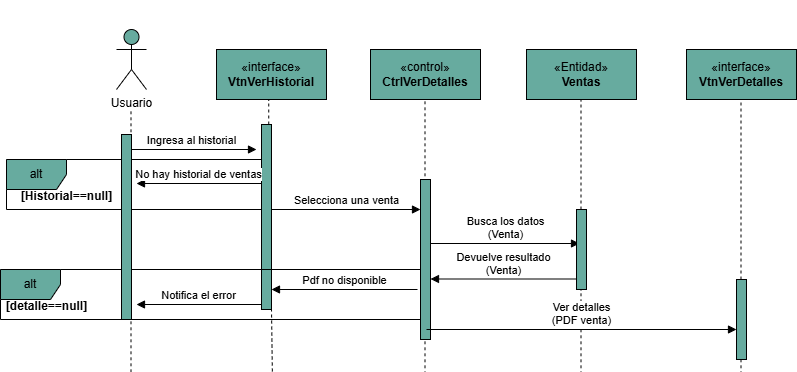 «interface»
VtnVerHistorial
«control»
CtrlVerDetalles
«Entidad»
Ventas
«interface»
VtnVerDetalles
Usuario
Ingresa al historial
alt
No hay historial de ventas
[Historial==null]
Selecciona una venta
Busca los datos
(Venta)
Devuelve resultado
(Venta)
alt
Pdf no disponible
Notifica el error
[detalle==null]
Ver detalles
(PDF venta)